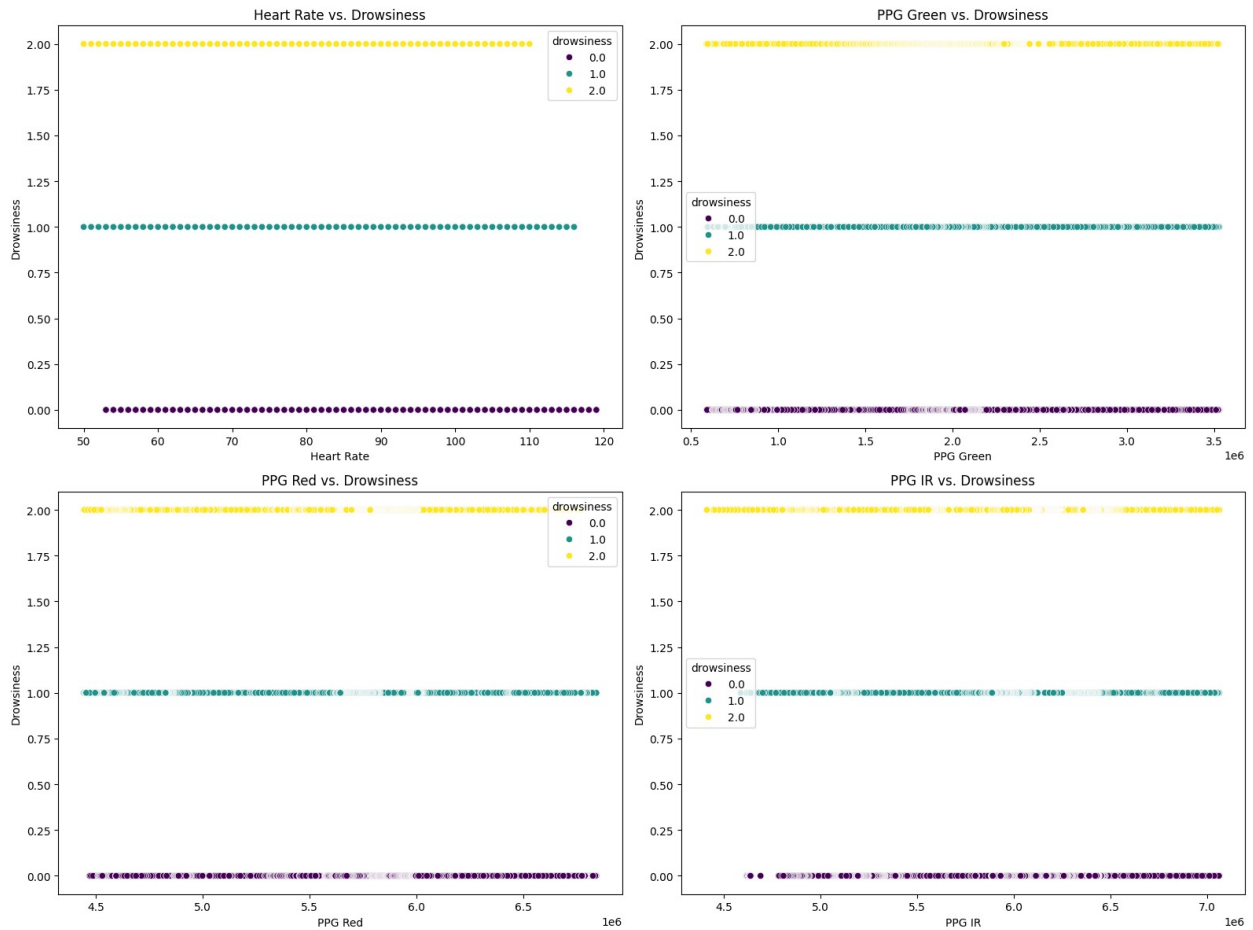 Heart Rate vs. Drowsiness
2.00
1.75
1.50
1.25
1.00
0.75
0.50
0.25
0.00
Drowsiness
drowsiness
0.0
1.0
2.0
50 60 70 80 90 100 110 120
Heart Rate
PPG Green vs. Drowsiness
2.00
1.75
1.50
1.25
1.00
0.75
0.50
0.25
0.00
Drowsiness
drowsiness
0.0
1.0
2.0
0.5 1.0 1.5 2.0 2.5 3.0 3.5
1e6
PPG Green
PPG Red vs. Drowsiness
2.00
1.75
1.50
1.25
1.00
0.75
0.50
0.25
0.00
Drowsiness
drowsiness
0.0
1.0
2.0
4.5 5.0 5.5 6.0 6.5
1e6
PPG Red
PPG IR vs. Drowsiness
2.00
1.75
1.50
1.25
1.00
0.75
0.50
0.25
0.00
Drowsiness
drowsiness
0.0
1.0
2.0
4.5 5.0 5.5 6.0 6.5 7.0
1e6
PPG IR